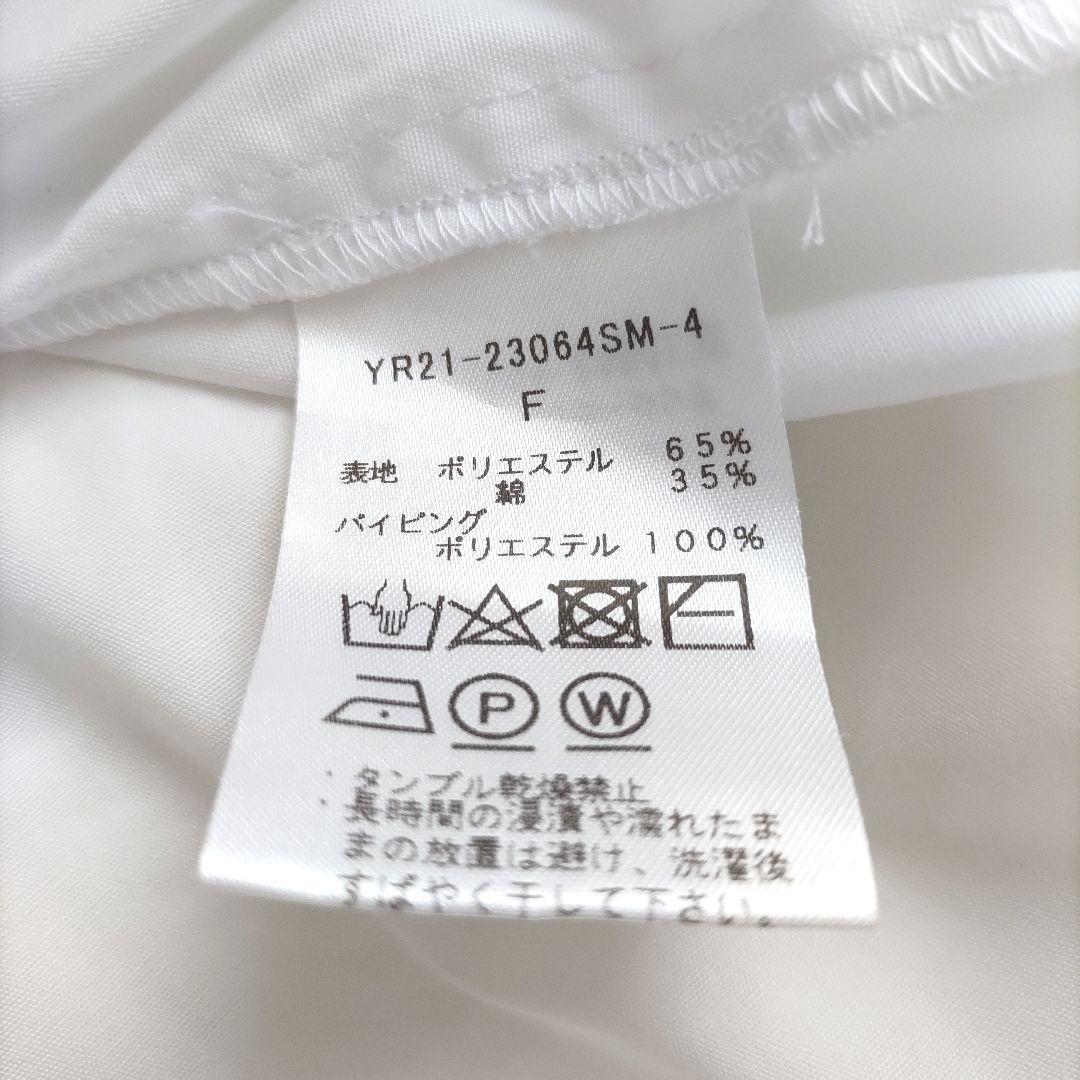 YR21-23064SM-4
F
表地 ポリエステル 65%
綿 35%
パイピング
ポリエステル 100%
P W
・タンブル乾燥禁止
・長時間の浸漬や濡れたま
まの放置は避け、洗濯後
すばやく干して下さい。